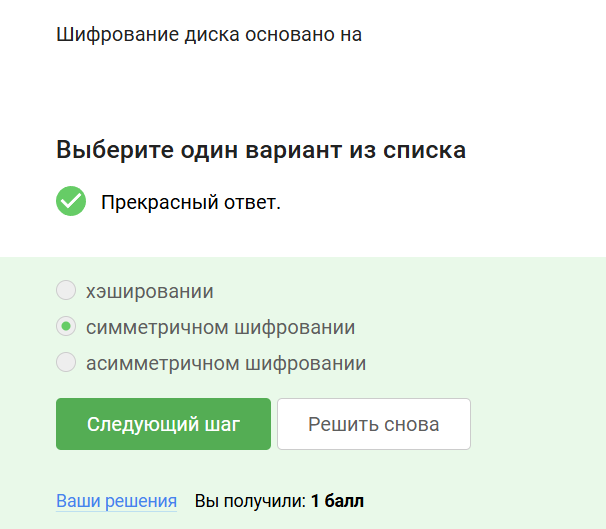 Шифрование диска основано на
Выберите один вариант из списка
Прекрасный ответ.
хэшировании
симметричном шифровании
асимметричном шифровании
Следующий шаг Решить снова
Ваши решения Вы получили: 1 балл